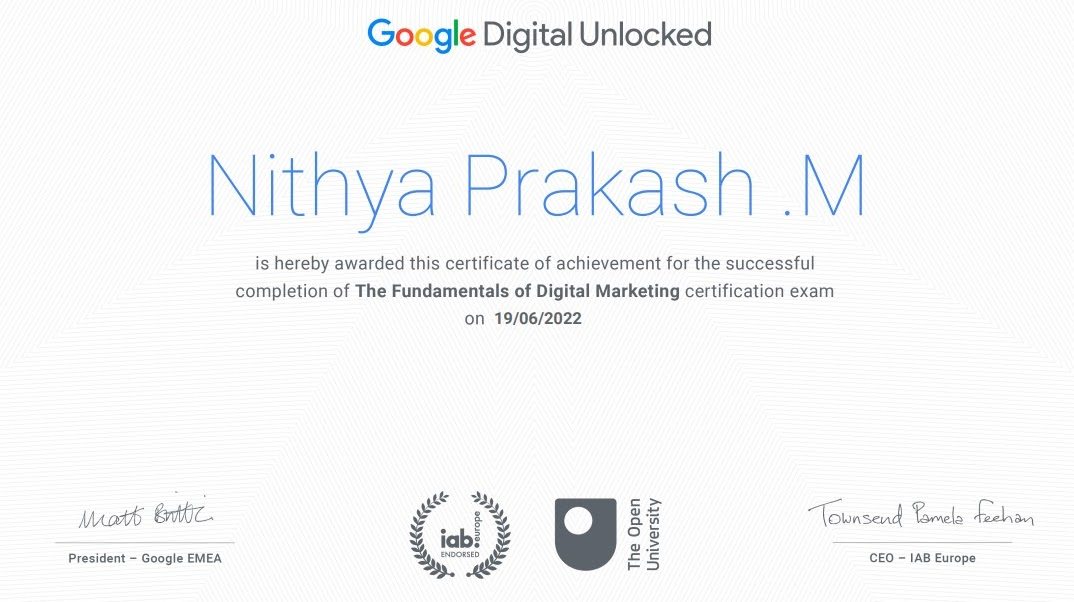 Google Digital Unlocked
Nithya Prakash .M
is hereby awarded this certificate of achievement for the successful
completion of The Fundamentals of Digital Marketing certification exam
on 19/06/2022
Matt Brittin
President – Google EMEA
iab europe
ENDORSED
The Open
University
Townsend Pamela Feehan
CEO – IAB Europe